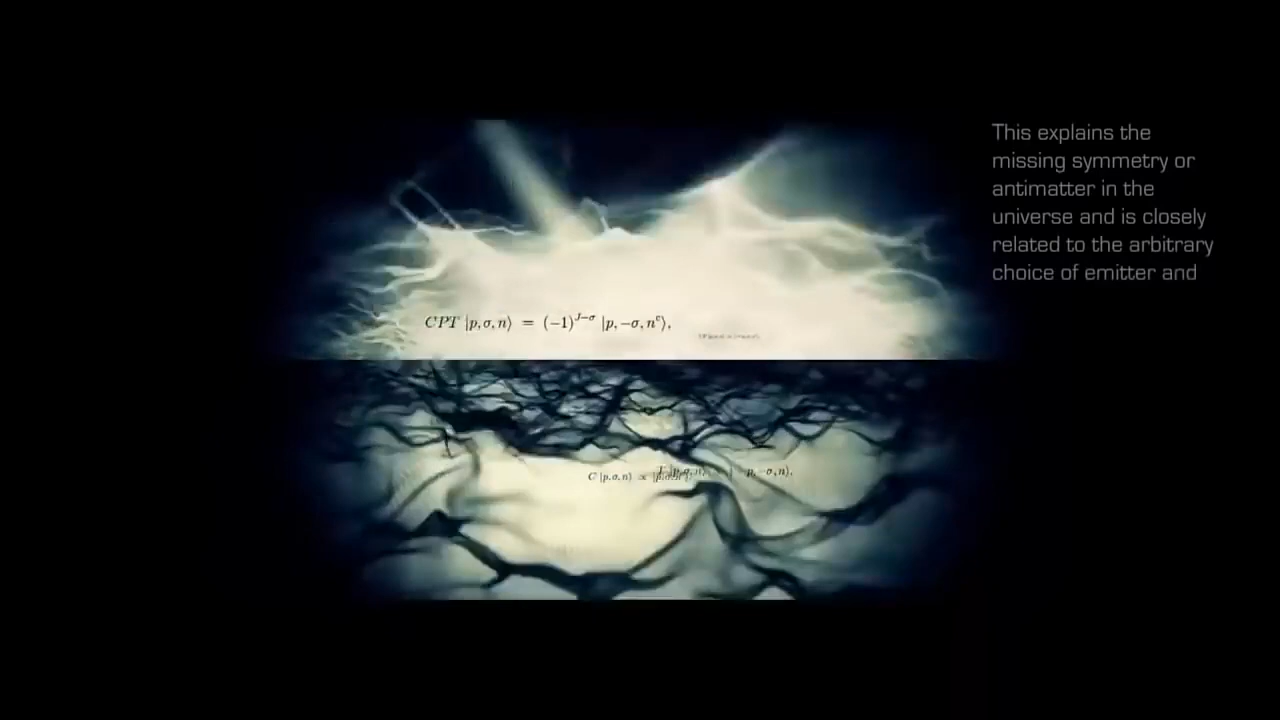 This explains the
missing symmetry or
antimatter in the
universe and is closely
related to the arbitrary
choice of emitter and
CPT |p,σ,n⟩ = (−1)^{J−σ} |p,−σ,n^c⟩,
C |p,σ,n⟩ ∝